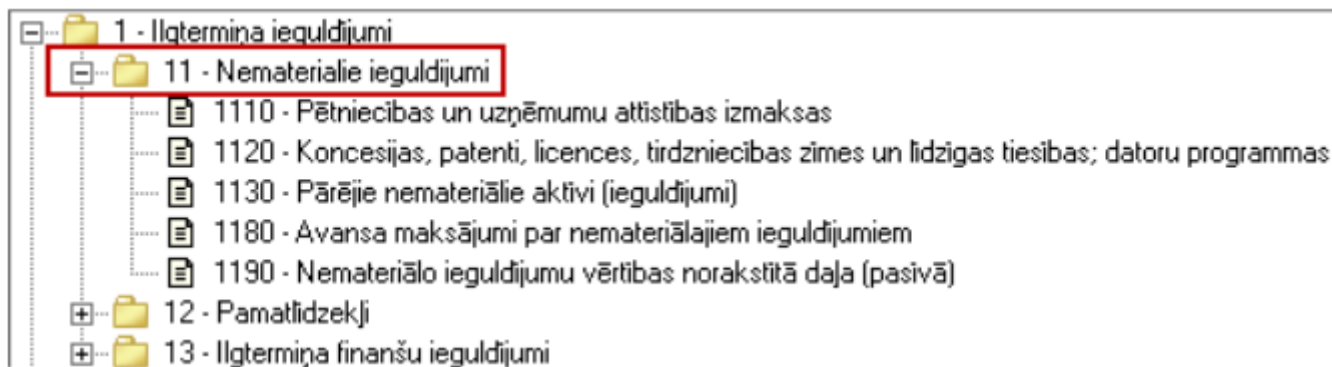 1 - Ilgtermiņa ieguldījumi
11 - Nemateriālie ieguldījumi
1110 - Pētniecības un uzņēmumu attīstības izmaksas
1120 - Koncesijas, patenti, licences, tirdzniecības zīmes un līdzīgas tiesības; datoru programmas
1130 - Pārējie nemateriālie aktīvi (ieguldījumi)
1180 - Avansa maksājumi par nemateriālajiem ieguldījumiem
1190 - Nemateriālo ieguldījumu vērtības norakstītā daļa (pasīvā)
12 - Pamatlīdzekļi
13 - Ilgtermiņa finanšu ieguldījumi